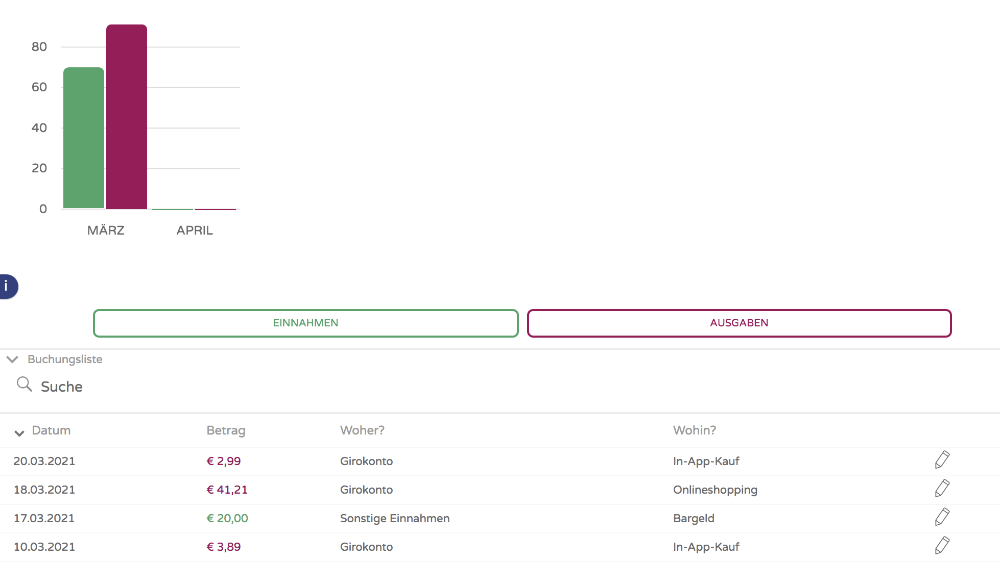 80
60
40
20
0
MÄRZ APRIL
i
EINNAHMEN AUSGABEN
Buchungsliste
Suche
Datum Betrag Woher? Wohin?
20.03.2021 € 2,99 Girokonto In-App-Kauf
18.03.2021 € 41,21 Girokonto Onlineshopping
17.03.2021 € 20,00 Sonstige Einnahmen Bargeld
10.03.2021 € 3,89 Girokonto In-App-Kauf